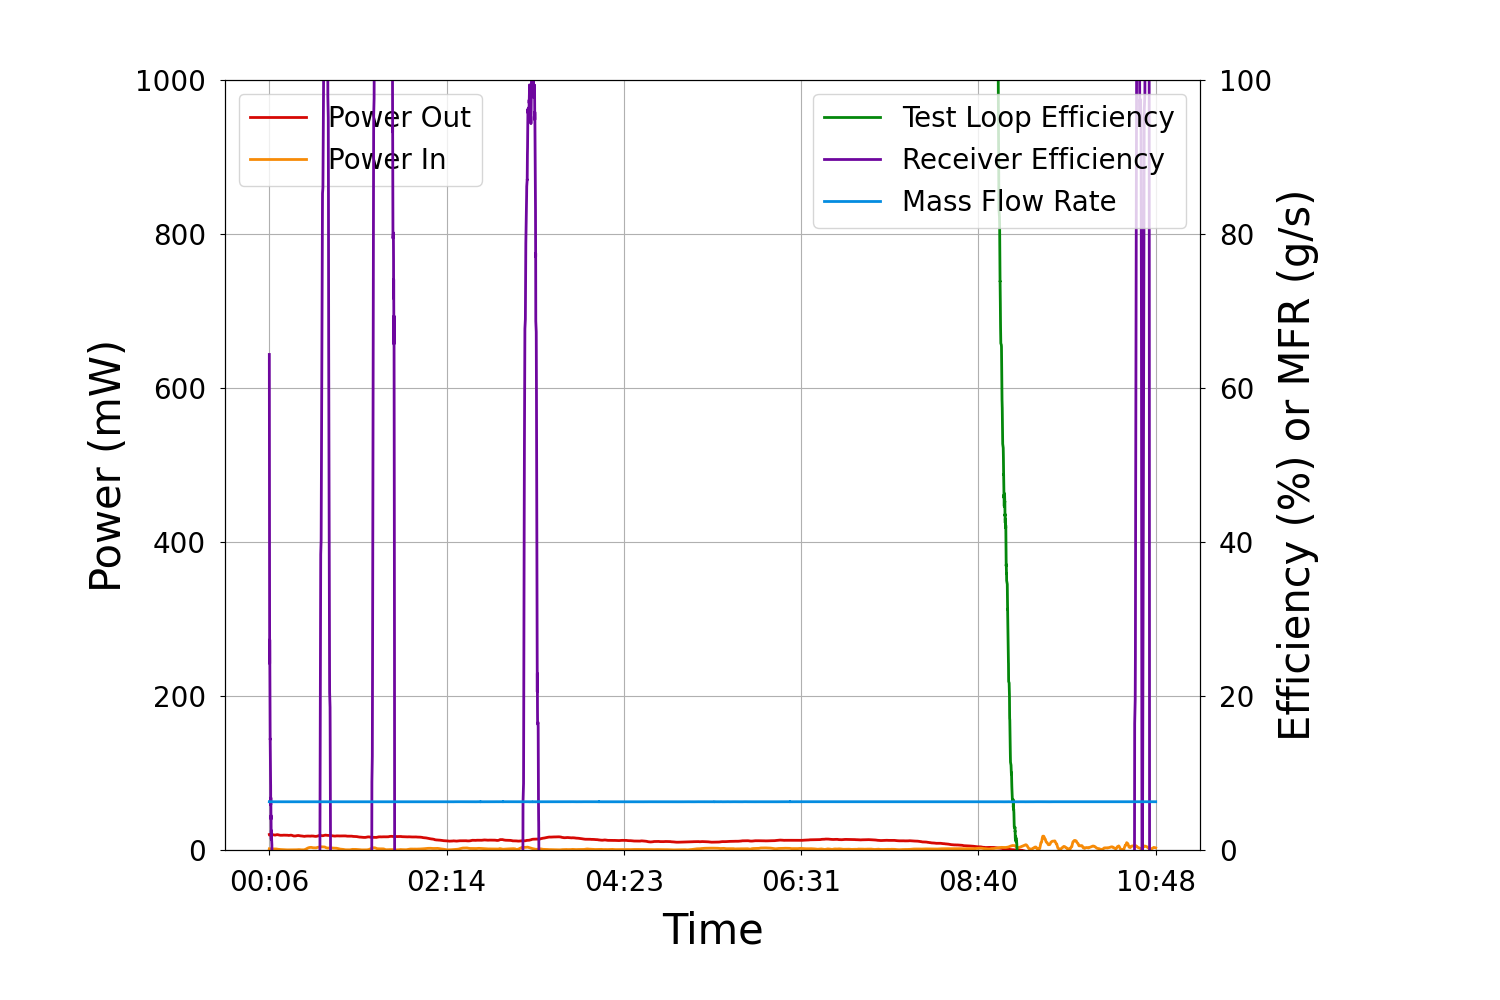 1000
800
600
400
200
0
Power (mW)
Power Out
Power In
Test Loop Efficiency
Receiver Efficiency
Mass Flow Rate
100
80
60
40
20
0
Efficiency (%) or MFR (g/s)
00:06 02:14 04:23 06:31 08:40 10:48
Time